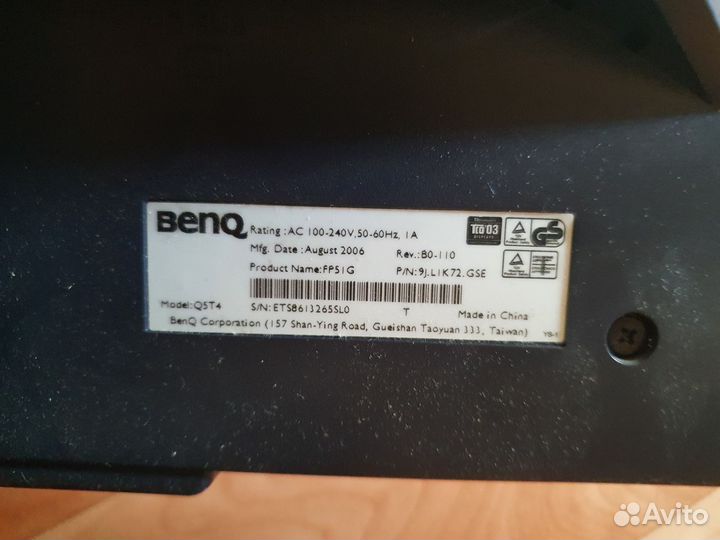 BenQ
Rating :AC 100-240V,50-60Hz, 1A
Mfg. Date :August 2006 Rev.:B0-110
Product Name:FP51G P/N:9J.L1K72.GSE
Model:Q5T4 S/N:ETS8613265SL0 T Made in China
BenQ Corporation (157 Shan-Ying Road, Gueishan Taoyuan 333, Taiwan)
TCO'03
DISPLAYS
GS
Avito